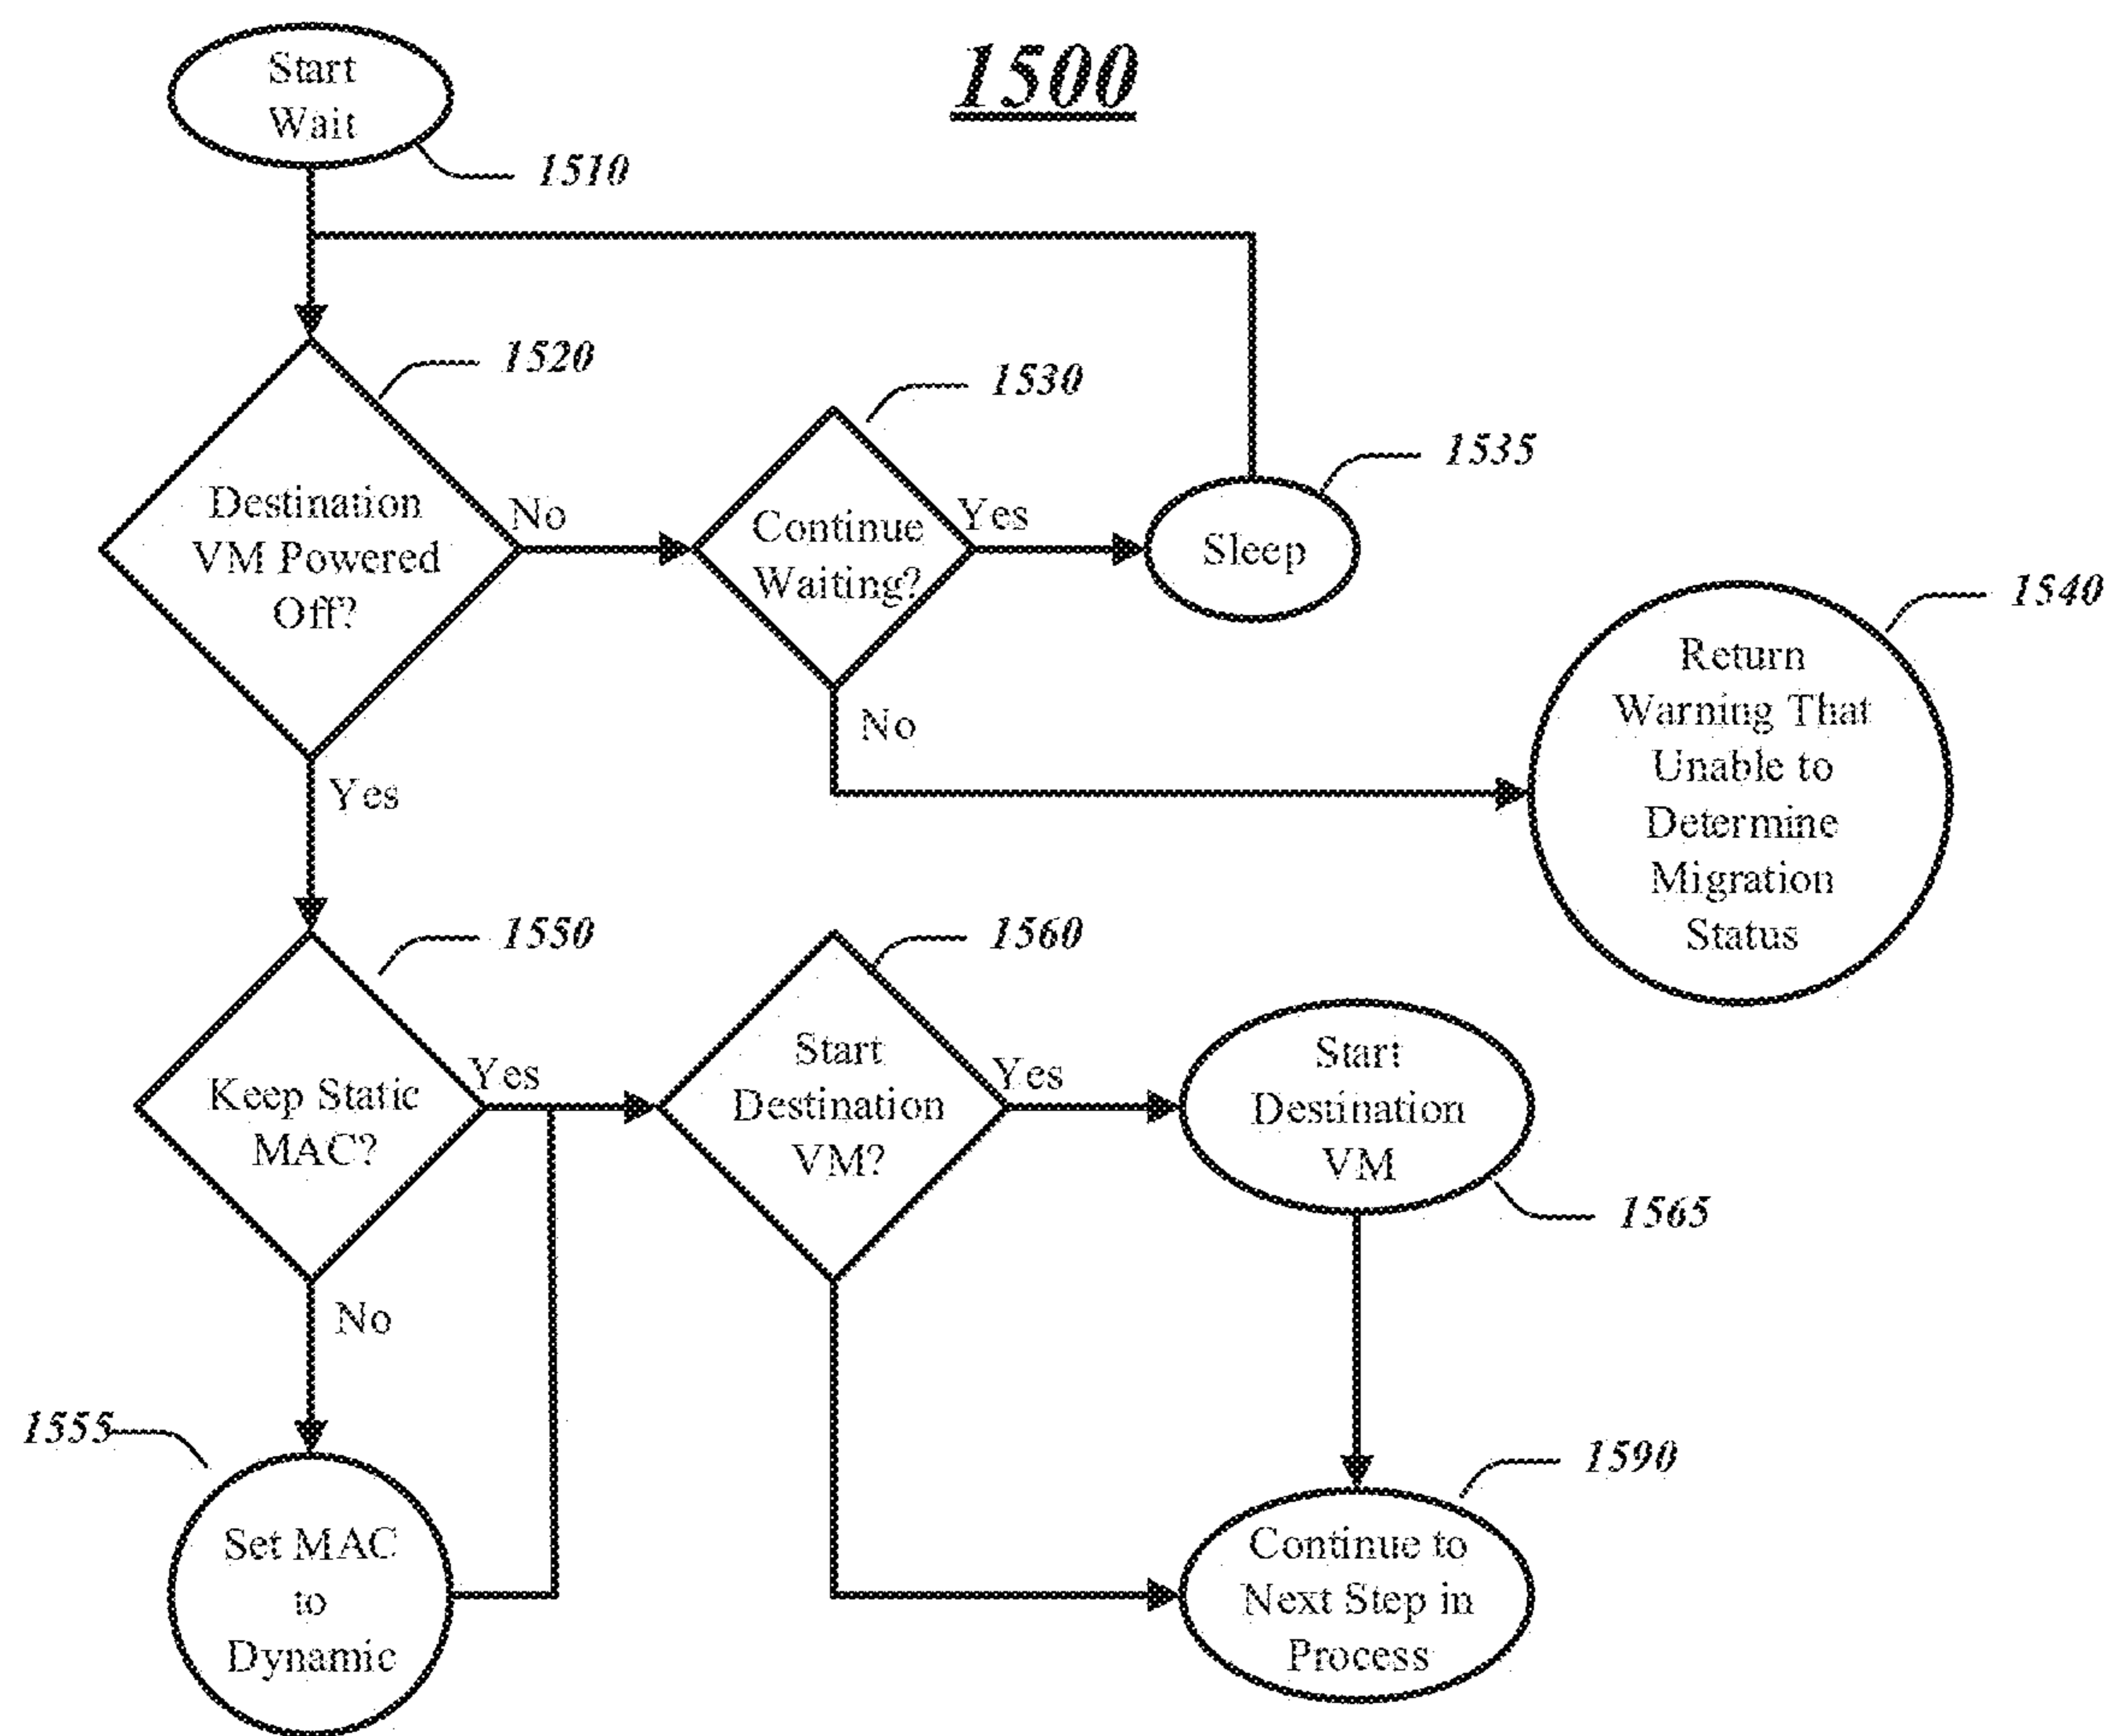 1500
Start
Wait
1510
1520
Destination
VM Powered
Off?
No
1530
Continue
Waiting?
Yes
1535
Sleep
No
1540
Return
Warning That
Unable to
Determine
Migration
Status
Yes
1550
Keep Static
MAC?
Yes
1560
Start
Destination
VM?
Yes
Start
Destination
VM
1565
No
1555
Set MAC
to
Dynamic
1590
Continue to
Next Step in
Process